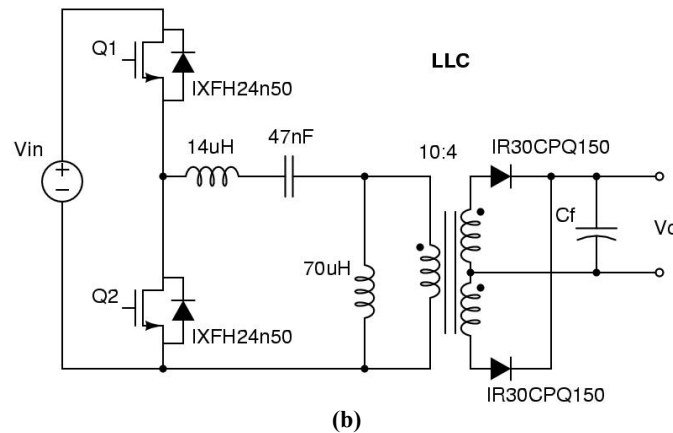 Q1
IXFH24n50
LLC
Vin
14uH
47nF
10:4
IR30CPQ150
Cf
70uH
Q2
IXFH24n50
IR30CPQ150
(b)